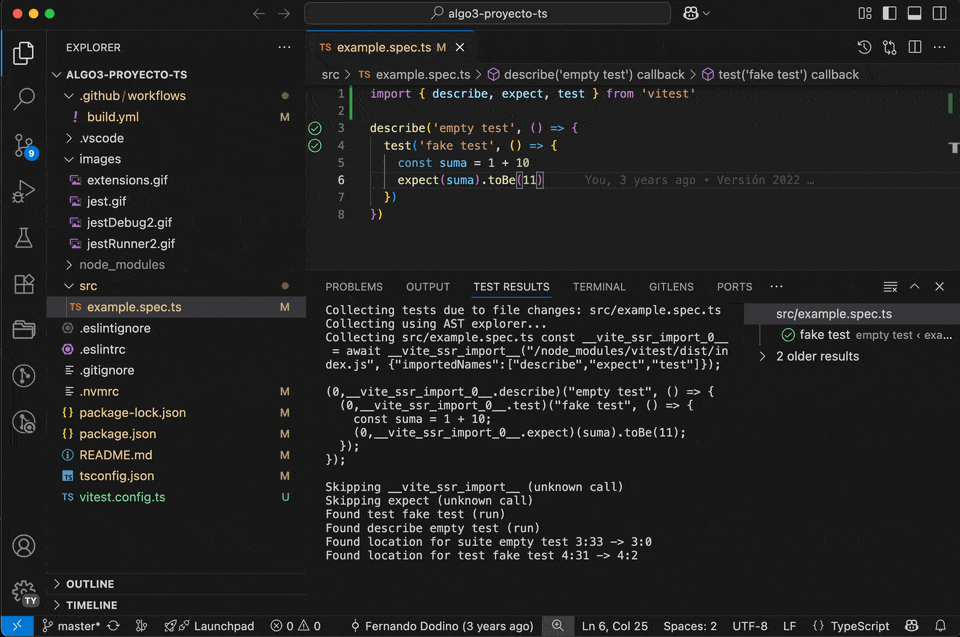 algo3-proyecto-ts
EXPLORER
ALGO3-PROYECTO-TS
.github/workflows
! build.yml M
.vscode
images
extensions.gif
jest.gif
jestDebug2.gif
jestRunner2.gif
node_modules
src
TS example.spec.ts M
.eslintignore
.eslintrc
.gitignore
.nvmrc M
{} package-lock.json M
{} package.json M
README.md M
TS tsconfig.json M
TS vitest.config.ts U
OUTLINE
TIMELINE
9
TY
TS example.spec.ts M
src > TS example.spec.ts > describe('empty test') callback > test('fake test') callback
1 import { describe, expect, test } from 'vitest'
2
3 describe('empty test', () => {
4 test('fake test', () => {
5 const suma = 1 + 10
6 expect(suma).toBe(11) You, 3 years ago • Versión 2022 …
7 })
8 })
PROBLEMS OUTPUT TEST RESULTS TERMINAL GITLENS PORTS
Collecting tests due to file changes: src/example.spec.ts
Collecting using AST explorer...
Collecting src/example.spec.ts const __vite_ssr_import_0__
= await __vite_ssr_import__("/node_modules/vitest/dist/in
dex.js", {"importedNames":["describe","expect","test"]});
(0,__vite_ssr_import_0__.describe)("empty test", () => {
(0,__vite_ssr_import_0__.test)("fake test", () => {
const suma = 1 + 10;
(0,__vite_ssr_import_0__.expect)(suma).toBe(11);
});
});
Skipping __vite_ssr_import__ (unknown call)
Skipping expect (unknown call)
Found test fake test (run)
Found describe empty test (run)
Found location for suite empty test 3:33 -> 3:0
Found location for test fake test 4:31 -> 4:2
src/example.spec.ts
fake test empty test ‹ exa...
2 older results
master* Launchpad 0 0 Fernando Dodino (3 years ago) Ln 6, Col 25 Spaces: 2 UTF-8 LF {} TypeScript